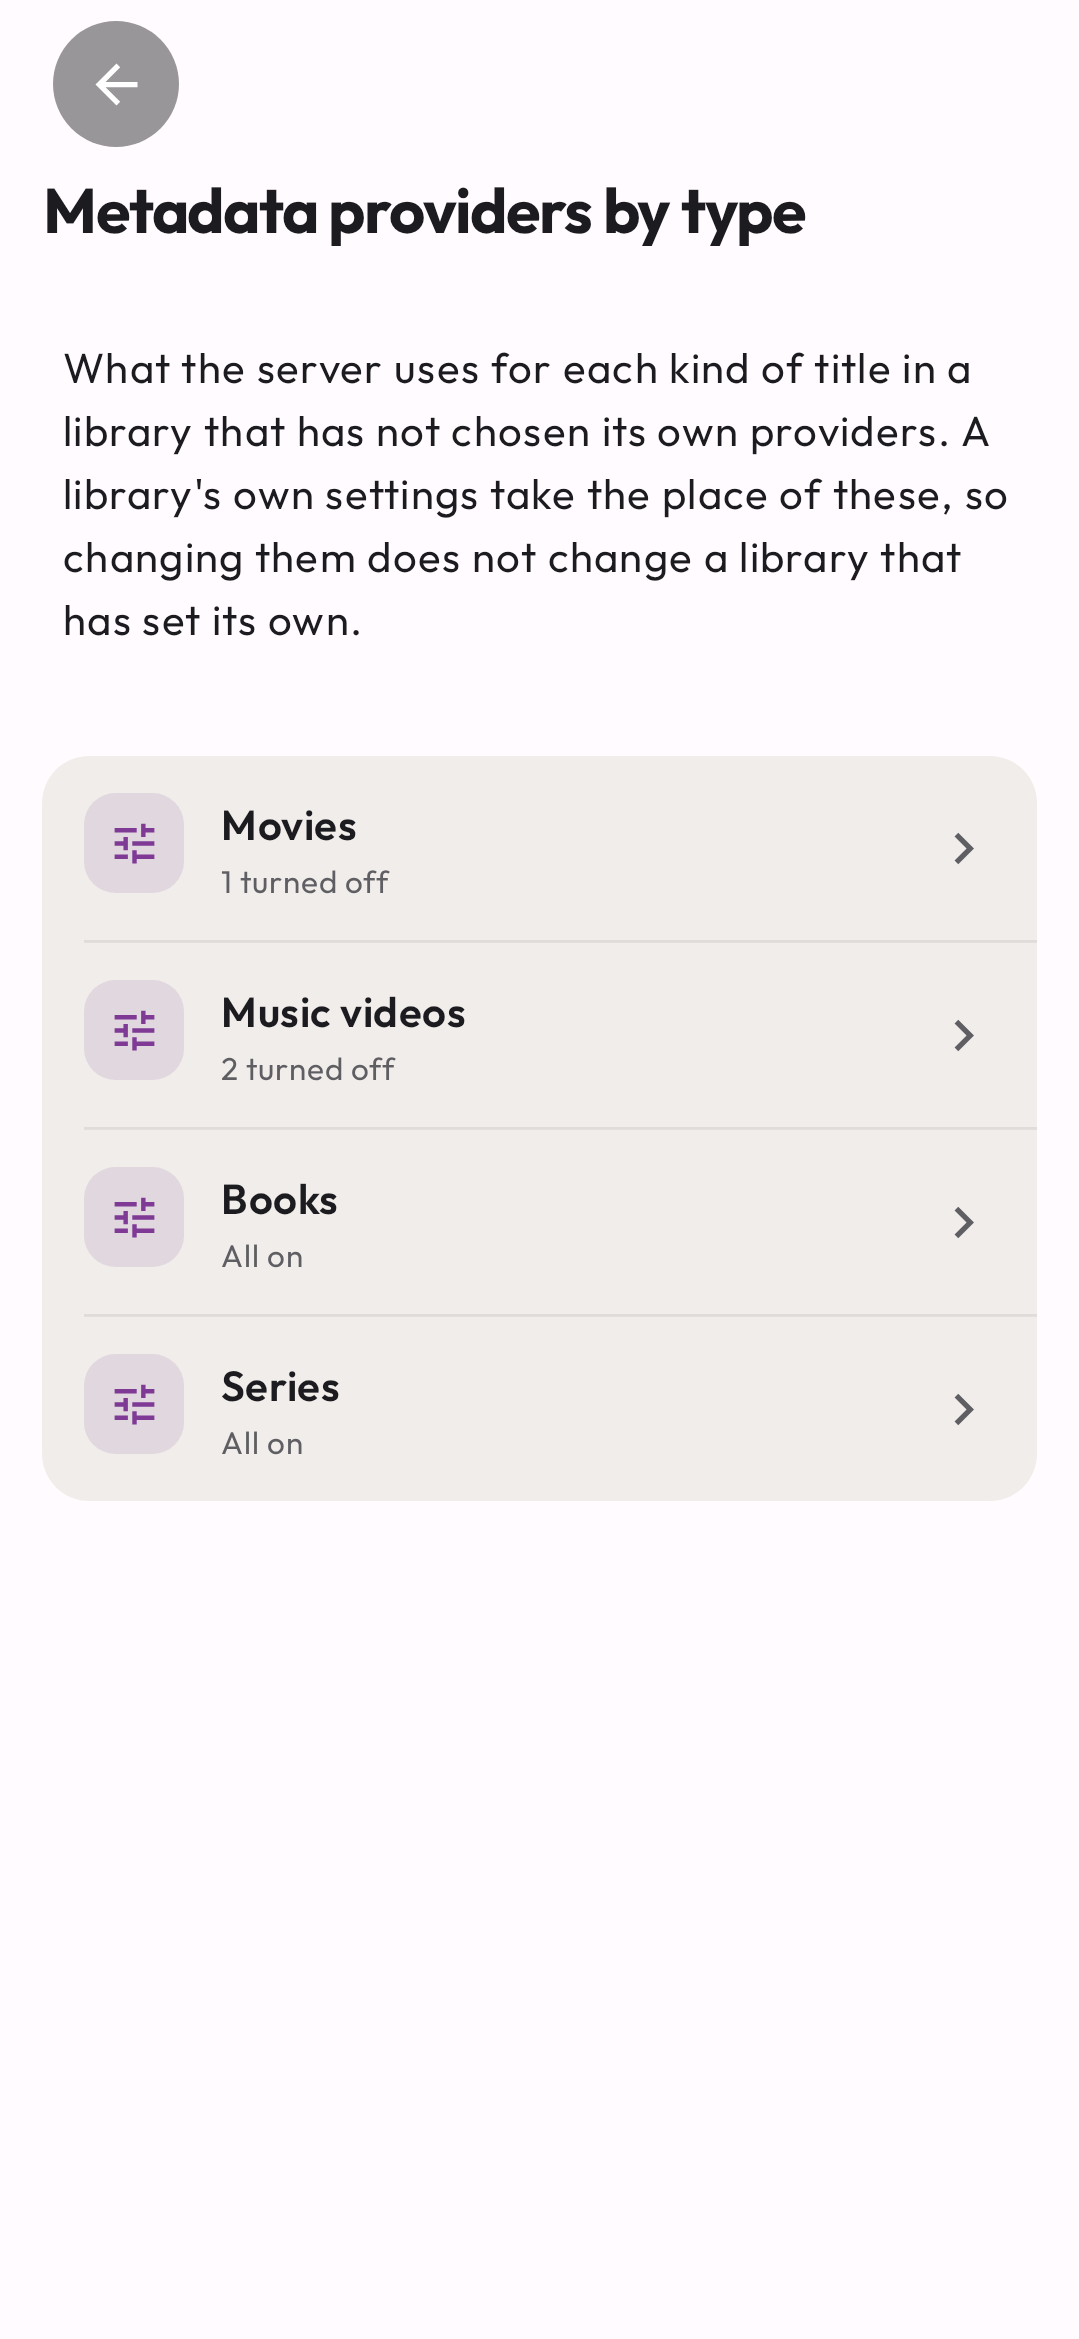 Metadata providers by type
What the server uses for each kind of title in a
library that has not chosen its own providers. A
library's own settings take the place of these, so
changing them does not change a library that
has set its own.
Movies
1 turned off
Music videos
2 turned off
Books
All on
Series
All on